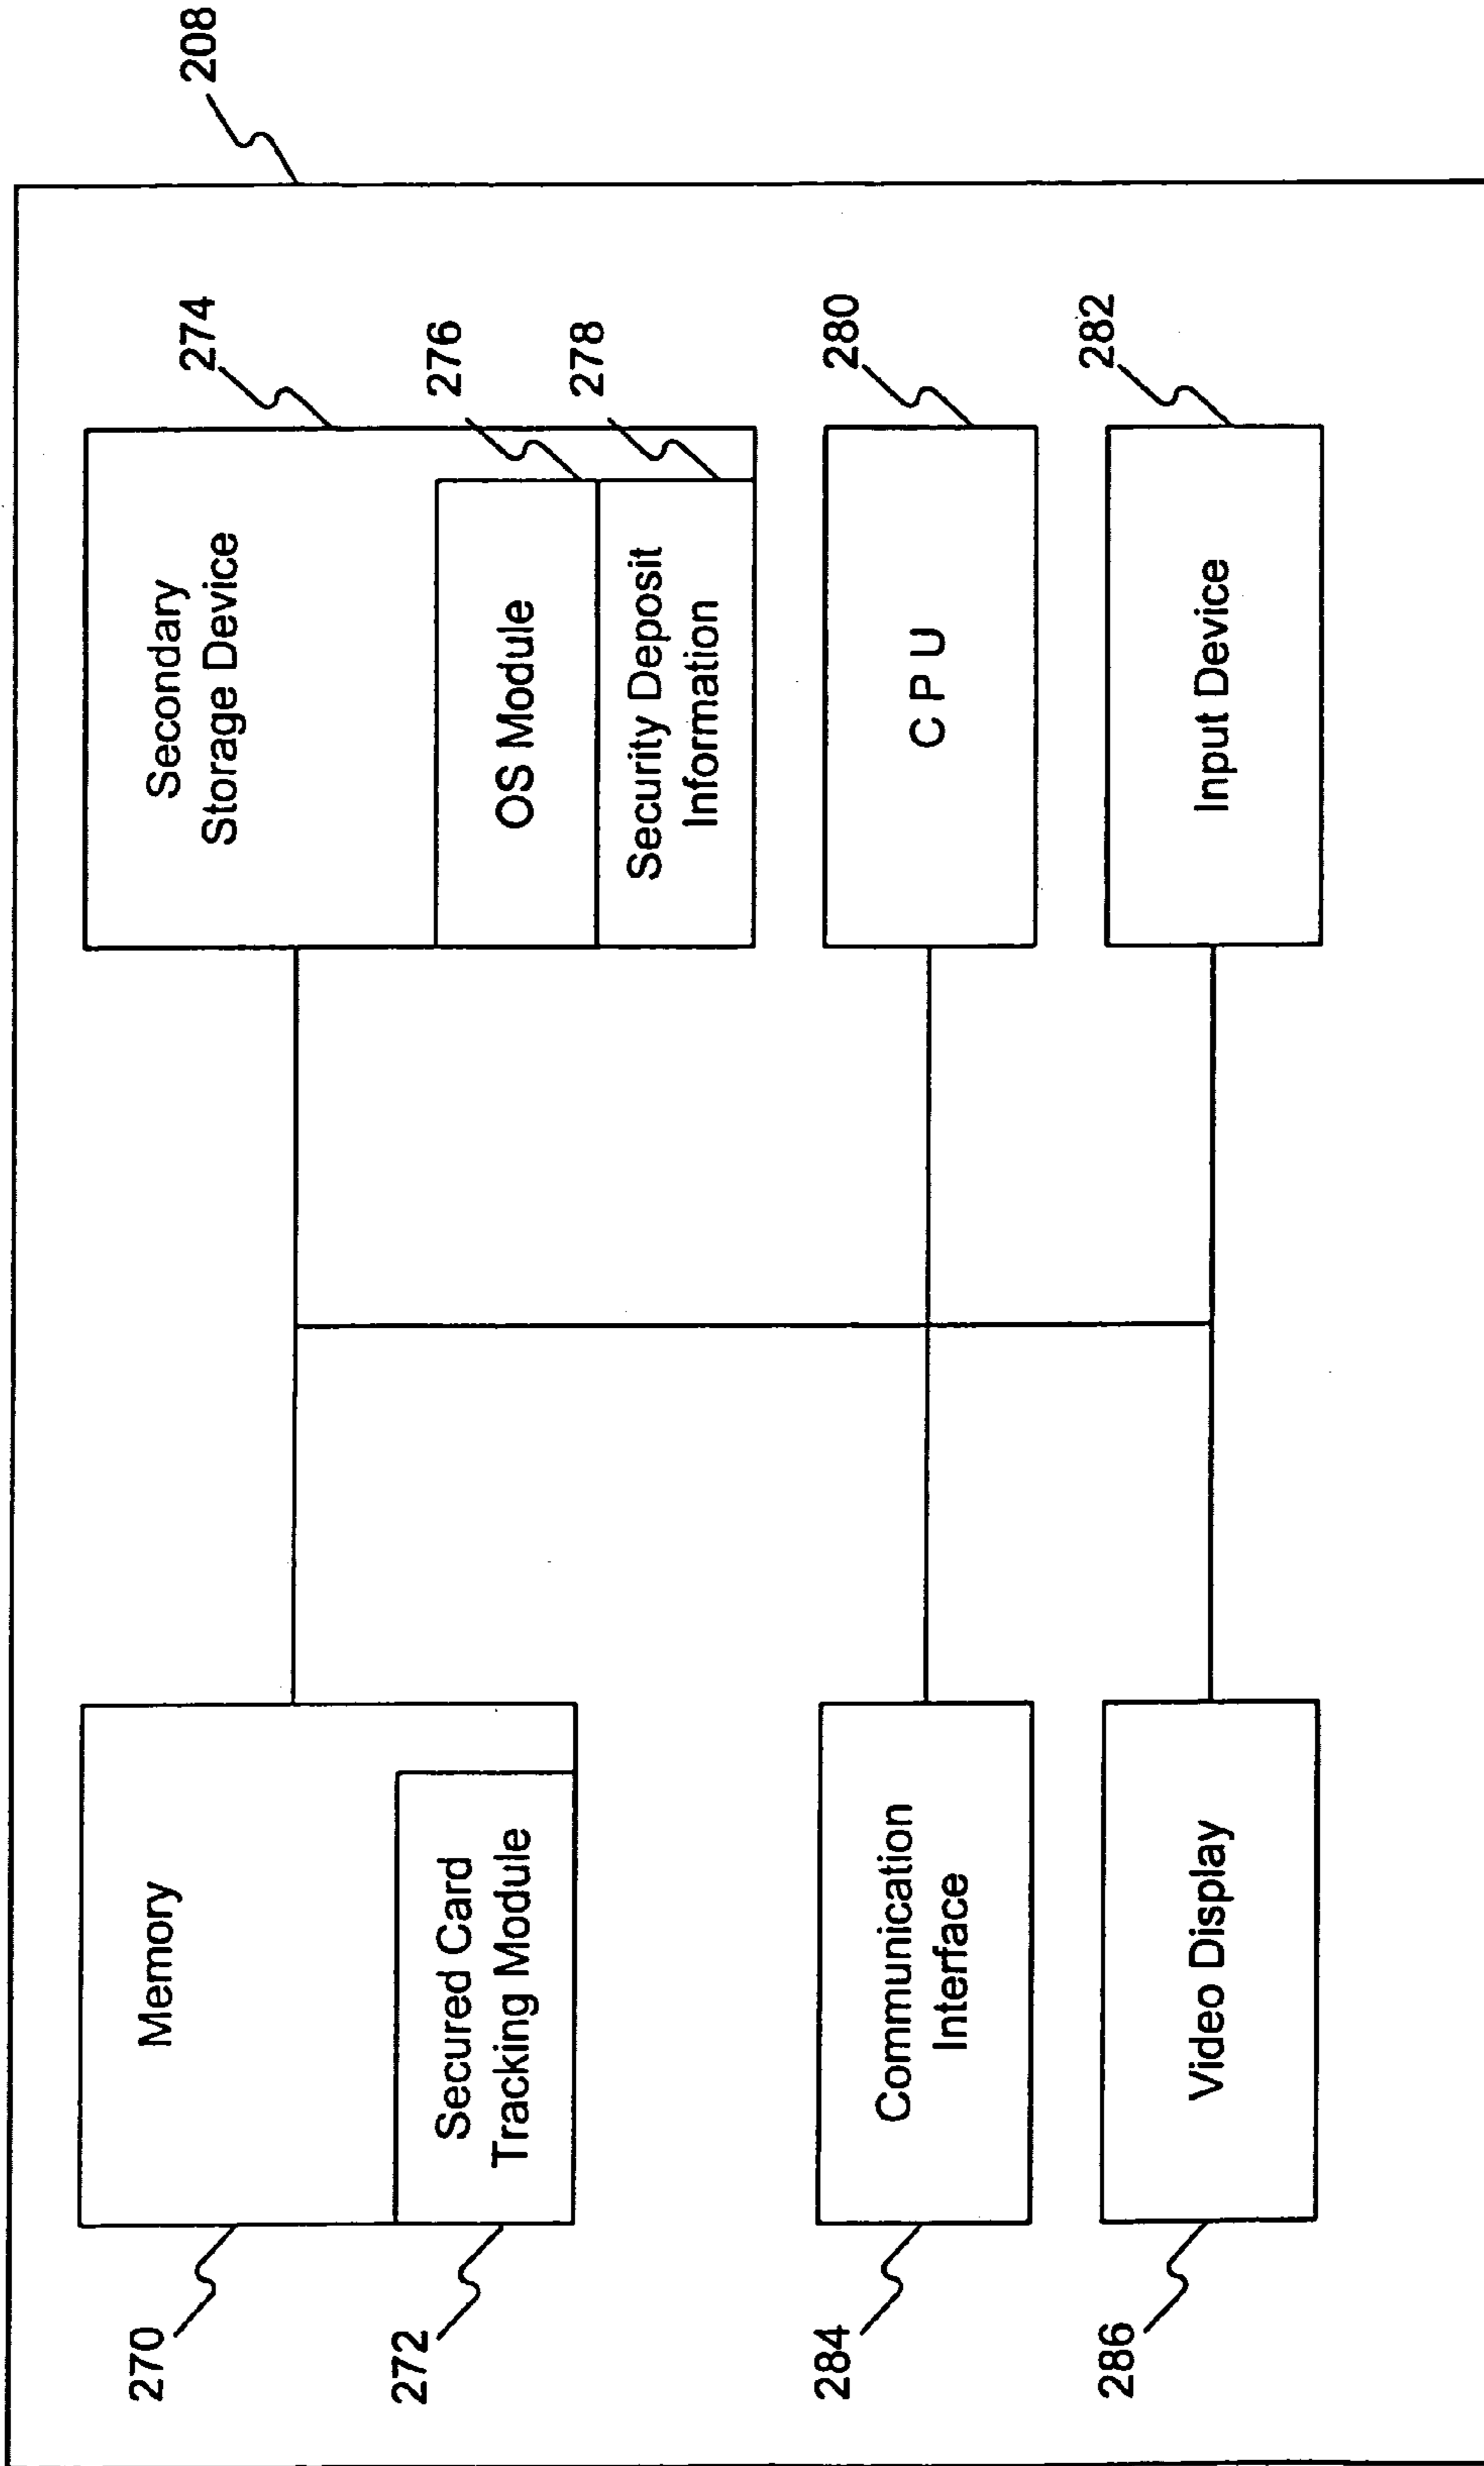 208
270
Memory
272
Secured Card
Tracking Module
274
Secondary
Storage Device
276
OS Module
278
Security Deposit
Information
284
Communication
Interface
280
C P U
286
Video Display
282
Input Device